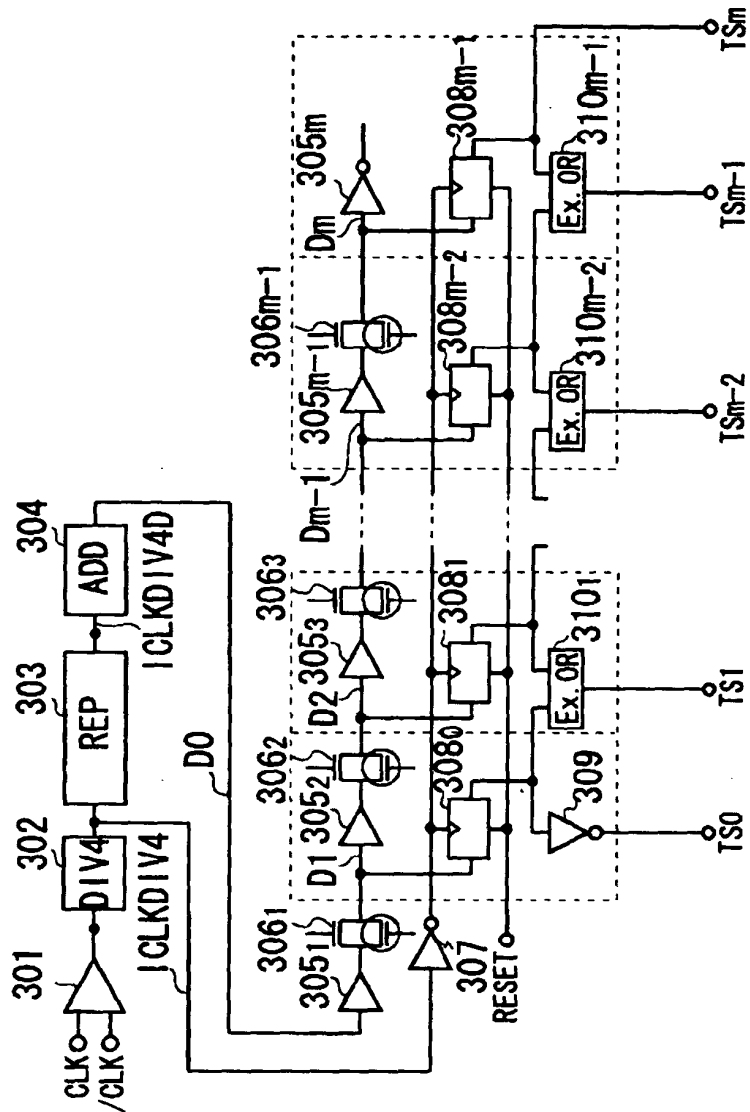 301
CLK
/CLK
302
DIV4
ICLKDIV4
303
REP
ICLKDIV4D
304
ADD
D0
3051
3061
D1
3052
3062
D2
3053
3063
Dm-1
305m-1
306m-1
Dm
305m
307
RESET
3080
3081
308m-2
308m-1
309
Ex. OR
3101
Ex. OR
310m-2
Ex. OR
310m-1
TS0
TS1
TSm-2
TSm-1
TSm